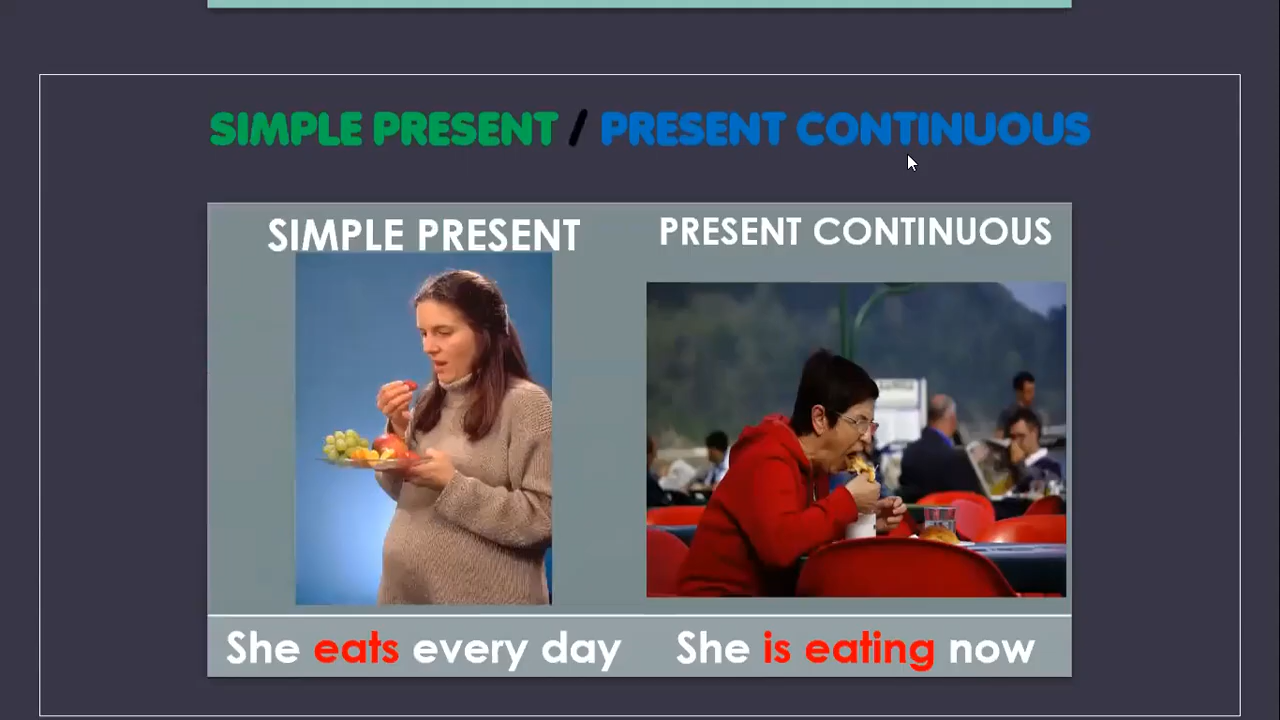 SIMPLE PRESENT / PRESENT CONTINUOUS
SIMPLE PRESENT
PRESENT CONTINUOUS
She eats every day
She is eating now